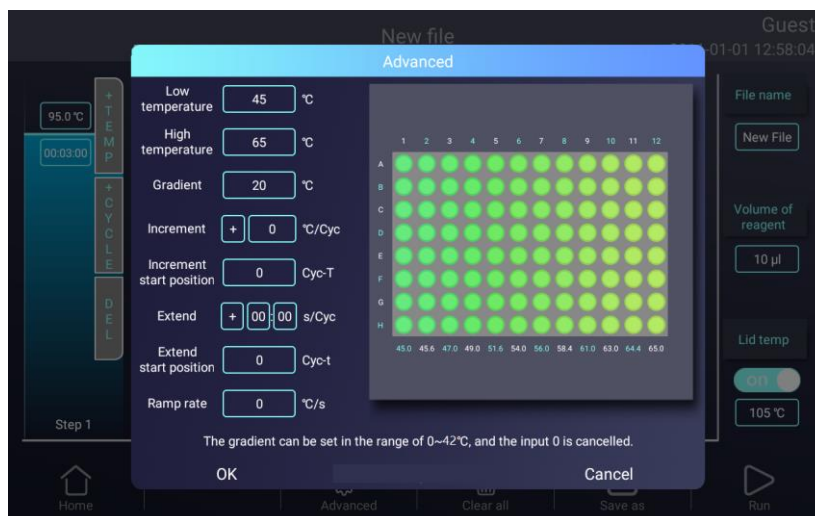 New file
Guest
-01-01 12:58:04
Advanced
Low temperature 45 ℃
High temperature 65 ℃
Gradient 20 ℃
Increment + 0 ℃/Cyc
Increment start position 0 Cyc-T
Extend + 00:00 s/Cyc
Extend start position 0 Cyc-t
Ramp rate 0 ℃/s
1 2 3 4 5 6 7 8 9 10 11 12
A
B
C
D
E
F
G
H
45.0 45.6 47.0 49.0 51.6 54.0 56.0 58.4 61.0 63.0 64.4 65.0
The gradient can be set in the range of 0~42℃, and the input 0 is cancelled.
OK
Cancel
95.0 ℃
00:03:00
+TEMP
+CYCLE
DEL
Step 1
File name
New File
Volume of
reagent
10 µl
Lid temp
on
105 ℃
Home
Advanced
Clear all
Save as
Run